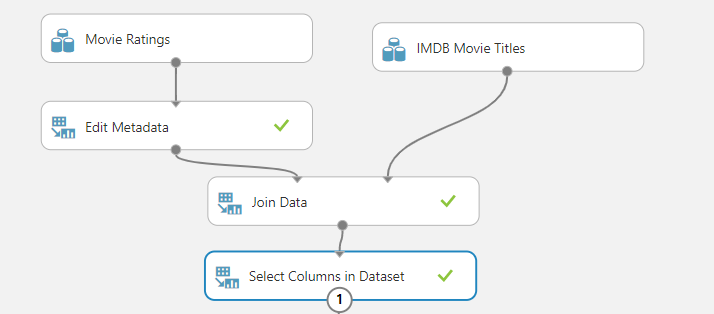 Movie Ratings
IMDB Movie Titles
Edit Metadata
Join Data
Select Columns in Dataset
1